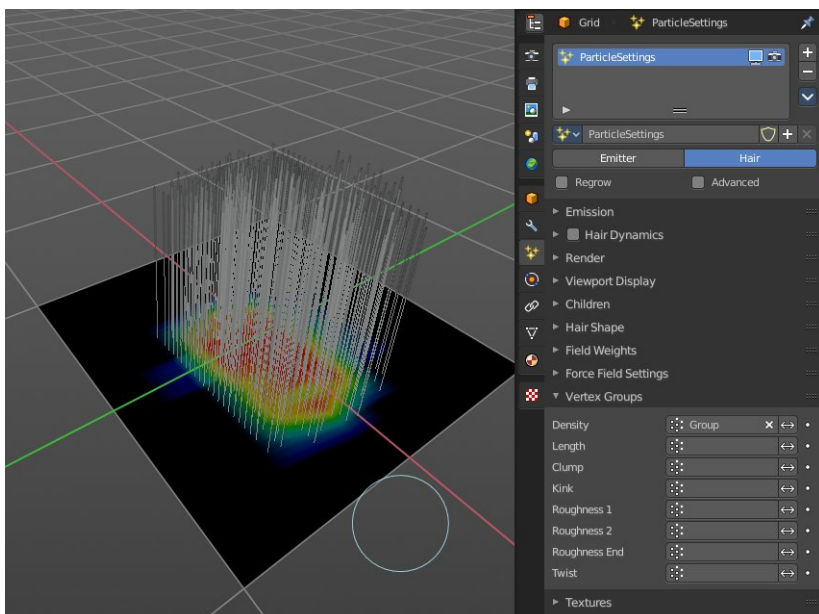 Grid ParticleSettings
ParticleSettings
ParticleSettings
Emitter Hair
Regrow Advanced
Emission
Hair Dynamics
Render
Viewport Display
Children
Hair Shape
Field Weights
Force Field Settings
Vertex Groups
Density Group
Length
Clump
Kink
Roughness 1
Roughness 2
Roughness End
Twist
Textures